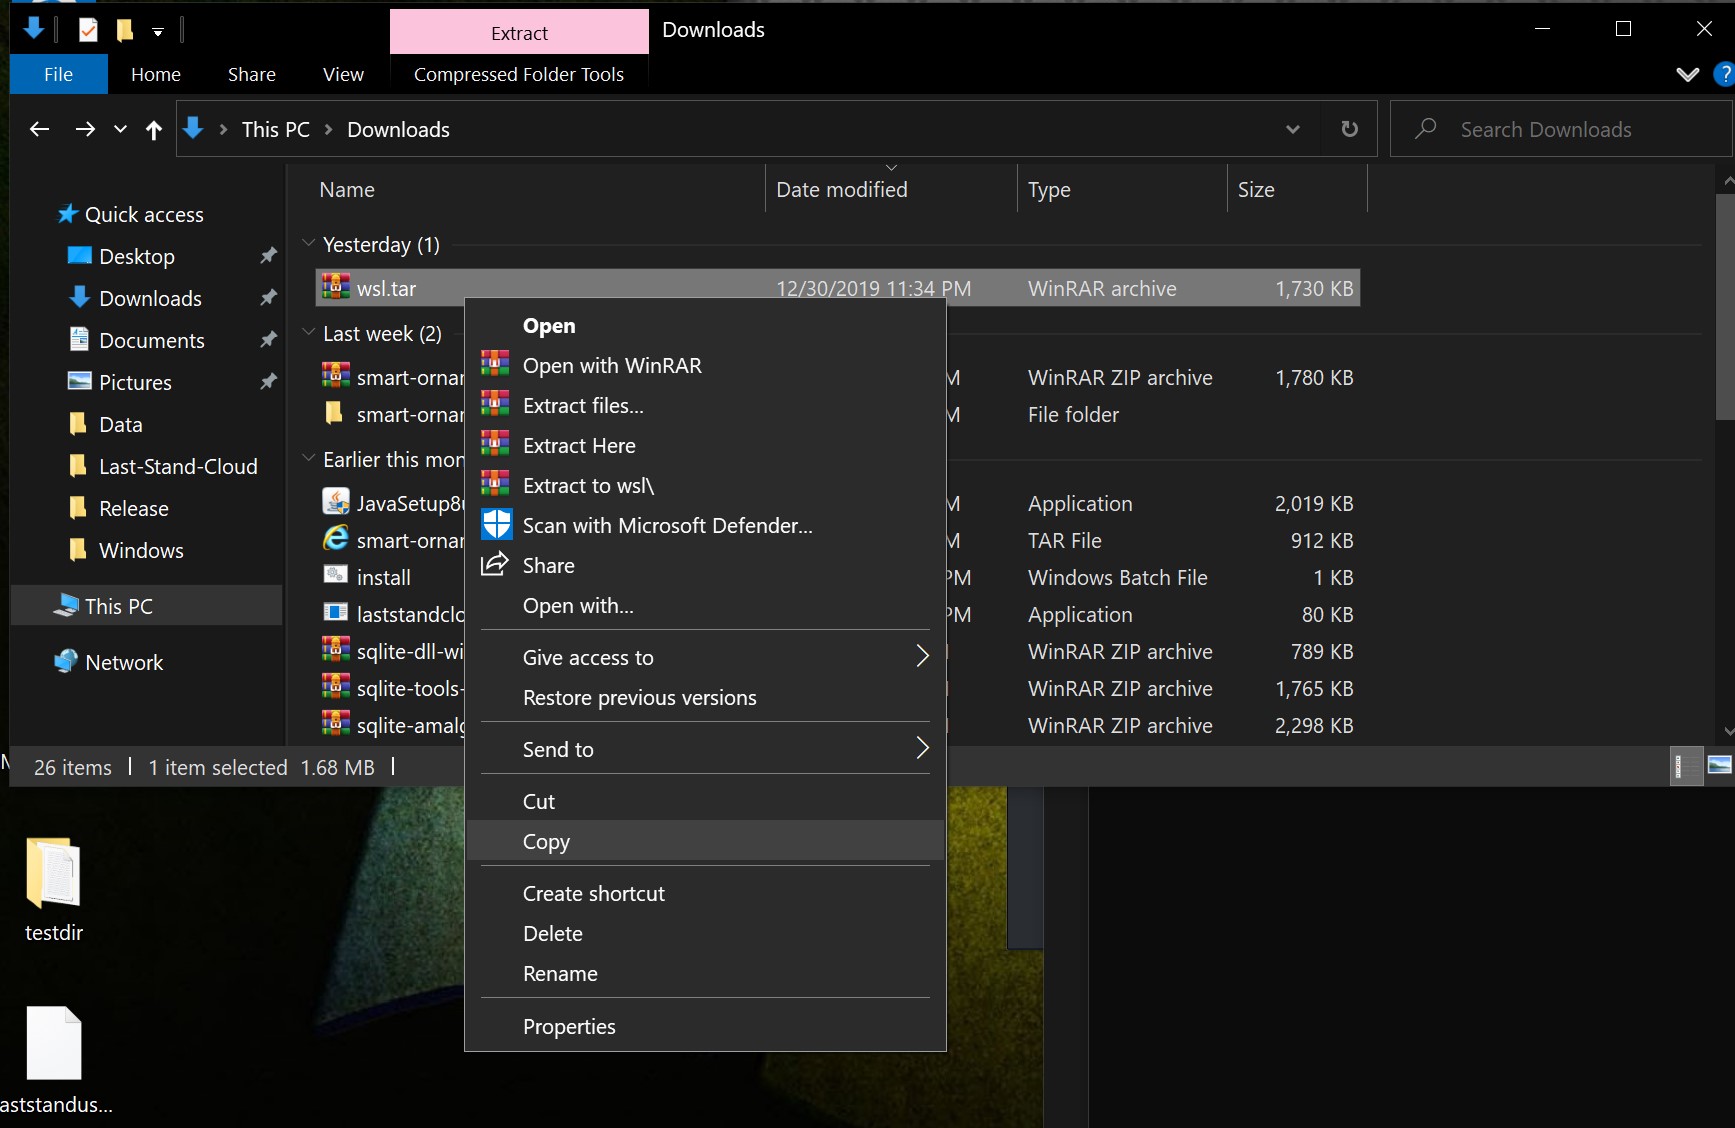 Extract
Downloads
File
Home
Share
View
Compressed Folder Tools
?
This PC
Downloads
Search Downloads
Name
Date modified
Type
Size
Quick access
Desktop
Downloads
Documents
Pictures
Data
Last-Stand-Cloud
Release
Windows
This PC
Network
Yesterday (1)
wsl.tar 12/30/2019 11:34 PM WinRAR archive 1,730 KB
Last week (2)
smart-ornar M WinRAR ZIP archive 1,780 KB
smart-ornar M File folder
Earlier this mon
JavaSetup8u M Application 2,019 KB
smart-ornar M TAR File 912 KB
install PM Windows Batch File 1 KB
laststandclo PM Application 80 KB
sqlite-dll-wi WinRAR ZIP archive 789 KB
sqlite-tools- WinRAR ZIP archive 1,765 KB
sqlite-amalg WinRAR ZIP archive 2,298 KB
Open
Open with WinRAR
Extract files...
Extract Here
Extract to wsl\
Scan with Microsoft Defender...
Share
Open with...
Give access to
Restore previous versions
Send to
Cut
Copy
Create shortcut
Delete
Rename
Properties
26 items 1 item selected 1.68 MB
testdir
aststandus...